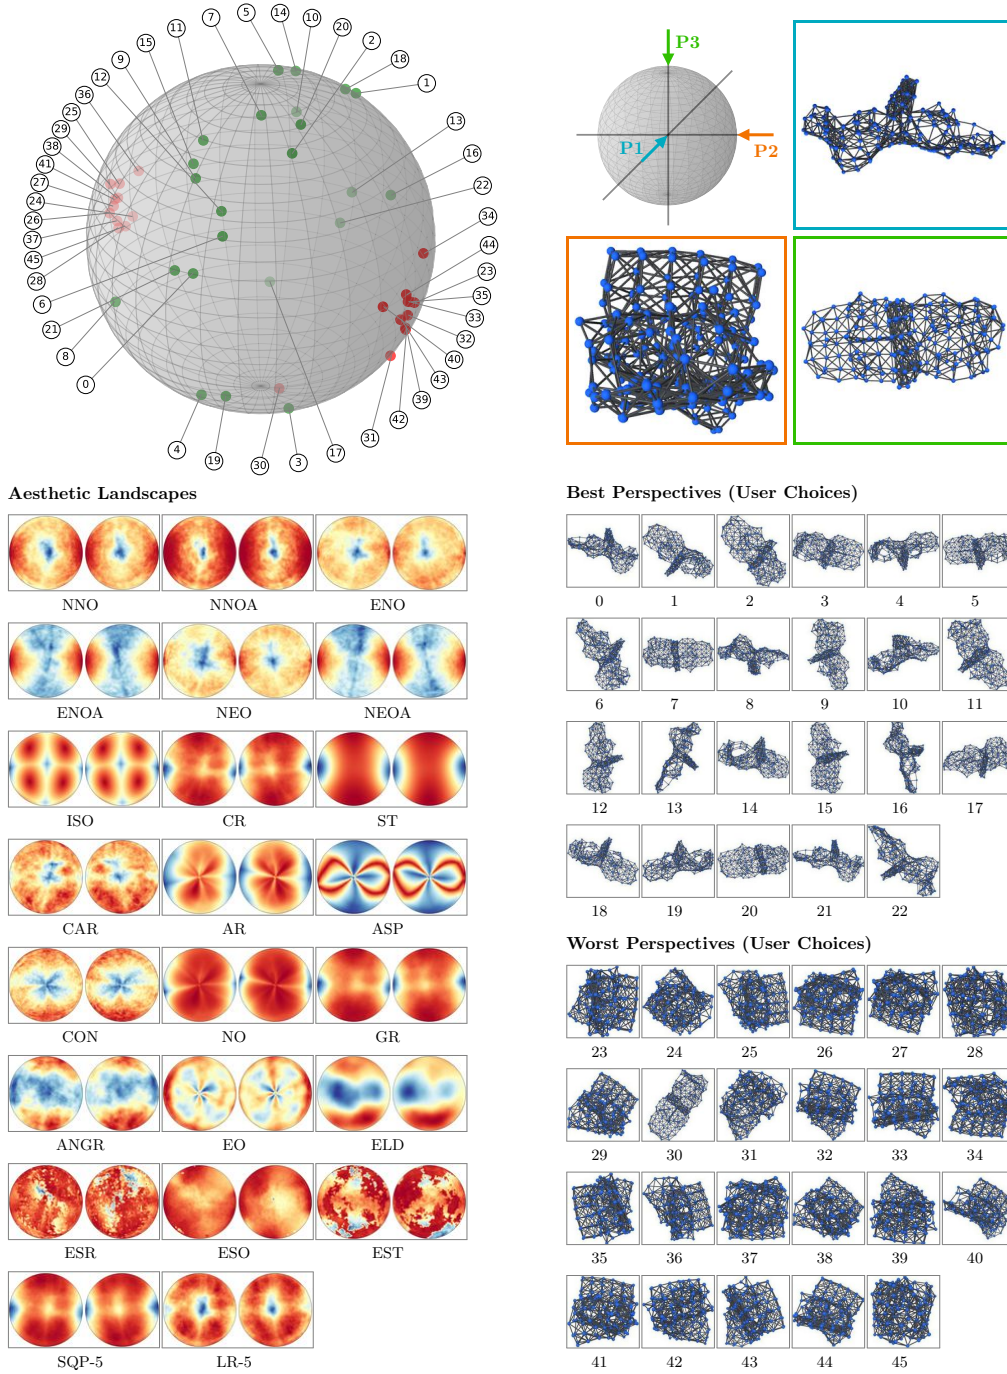 5 14 10 20 2 18 1
7
11
15
9
12
36
25
29
38
41
27
24
26
37
45
28
6
21
8
0
4 19 30 3 17 31 42 39 43 40 32 33 35 23 44 34 22 16 13
P3
P1
P2
Aesthetic Landscapes
NNO NNOA ENO
ENOA NEO NEOA
ISO CR ST
CAR AR ASP
CON NO GR
ANGR EO ELD
ESR ESO EST
SQP-5 LR-5
Best Perspectives (User Choices)
0 1 2 3 4 5
6 7 8 9 10 11
12 13 14 15 16 17
18 19 20 21 22
Worst Perspectives (User Choices)
23 24 25 26 27 28
29 30 31 32 33 34
35 36 37 38 39 40
41 42 43 44 45